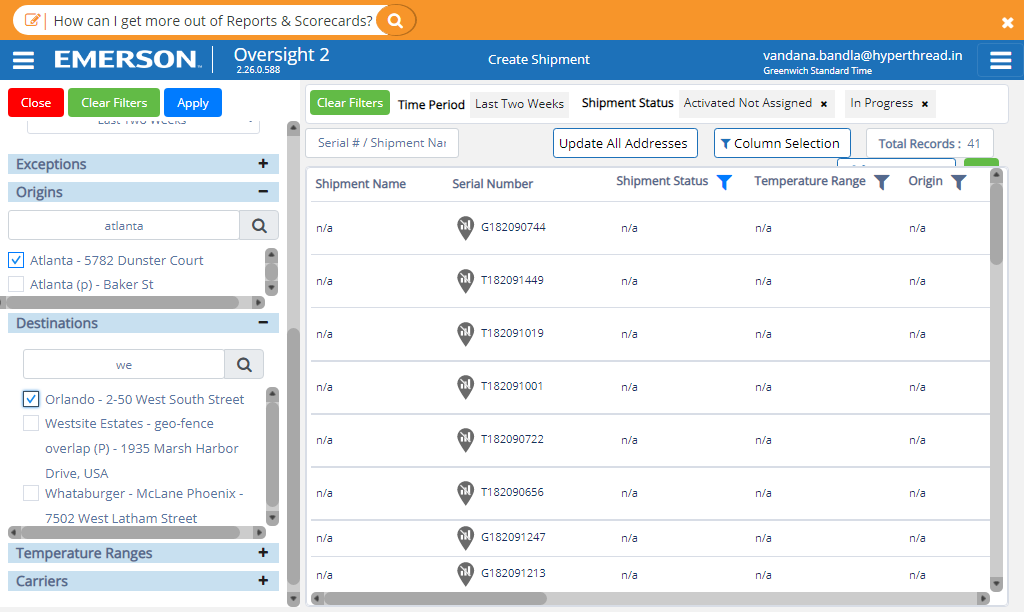 How can I get more out of Reports & Scorecards?
EMERSON
Oversight 2
2.26.0.588
Create Shipment
vandana.bandla@hyperthread.in
Greenwich Standard Time
Close
Clear Filters
Apply
Last Two Weeks
Exceptions
Origins
atlanta
Atlanta - 5782 Dunster Court
Atlanta (p) - Baker St
Destinations
we
Orlando - 2-50 West South Street
Westsite Estates - geo-fence
overlap (P) - 1935 Marsh Harbor
Drive, USA
Whataburger - McLane Phoenix -
7502 West Latham Street
Temperature Ranges
Carriers
Clear Filters Time Period Last Two Weeks Shipment Status Activated Not Assigned × In Progress ×
Serial # / Shipment Nar Update All Addresses Column Selection Total Records : 41
Shipment Name Serial Number Shipment Status Temperature Range Origin
n/a G182090744 n/a n/a n/a
n/a T182091449 n/a n/a n/a
n/a T182091019 n/a n/a n/a
n/a T182091001 n/a n/a n/a
n/a T182090722 n/a n/a n/a
n/a T182090656 n/a n/a n/a
n/a G182091247 n/a n/a n/a
n/a G182091213 n/a n/a n/a